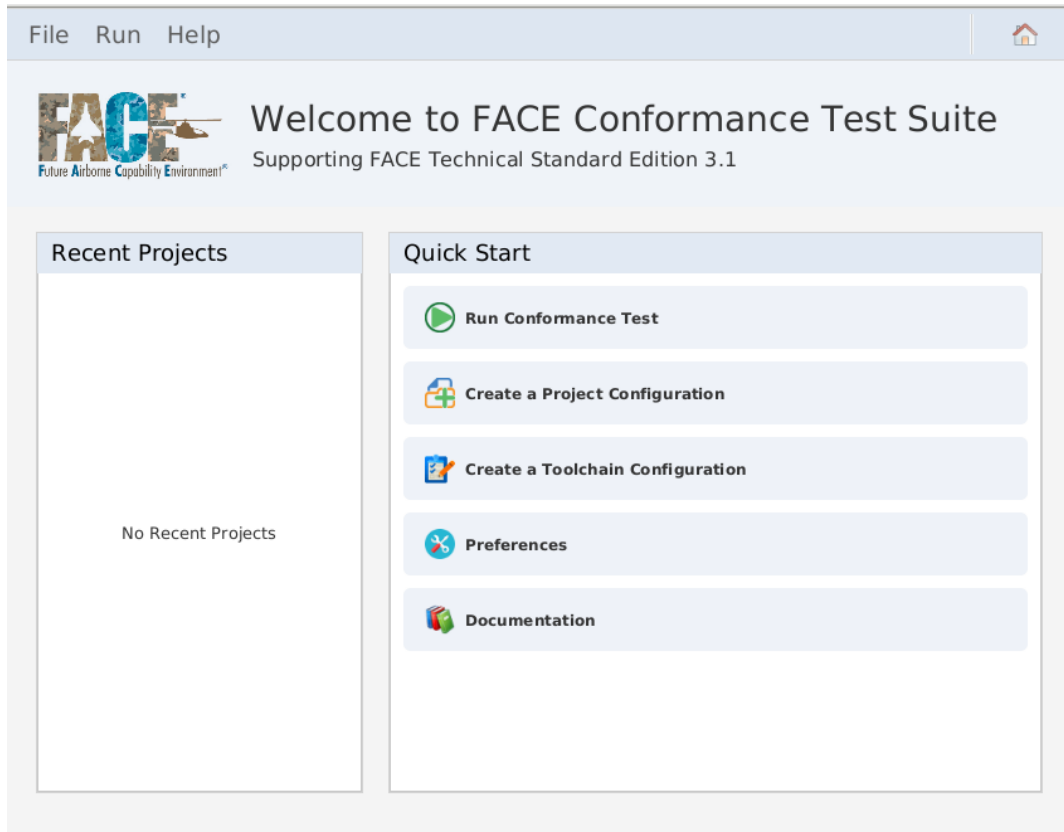 File Run Help
FACE
Future Airborne Capability Environment
Welcome to FACE Conformance Test Suite
Supporting FACE Technical Standard Edition 3.1
Recent Projects
No Recent Projects
Quick Start
Run Conformance Test
Create a Project Configuration
Create a Toolchain Configuration
Preferences
Documentation